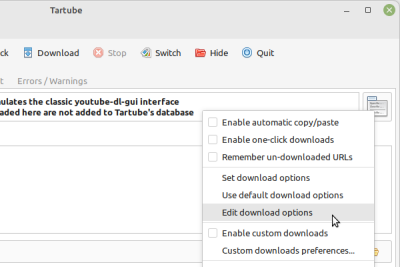 Tartube
ck Download Stop Switch Hide Quit
t Errors / Warnings
ulates the classic youtube-dl-gui interface
aded here are not added to Tartube's database
Enable automatic copy/paste
Enable one-click downloads
Remember un-downloaded URLs
Set download options
Use default download options
Edit download options
Enable custom downloads
Custom downloads preferences...